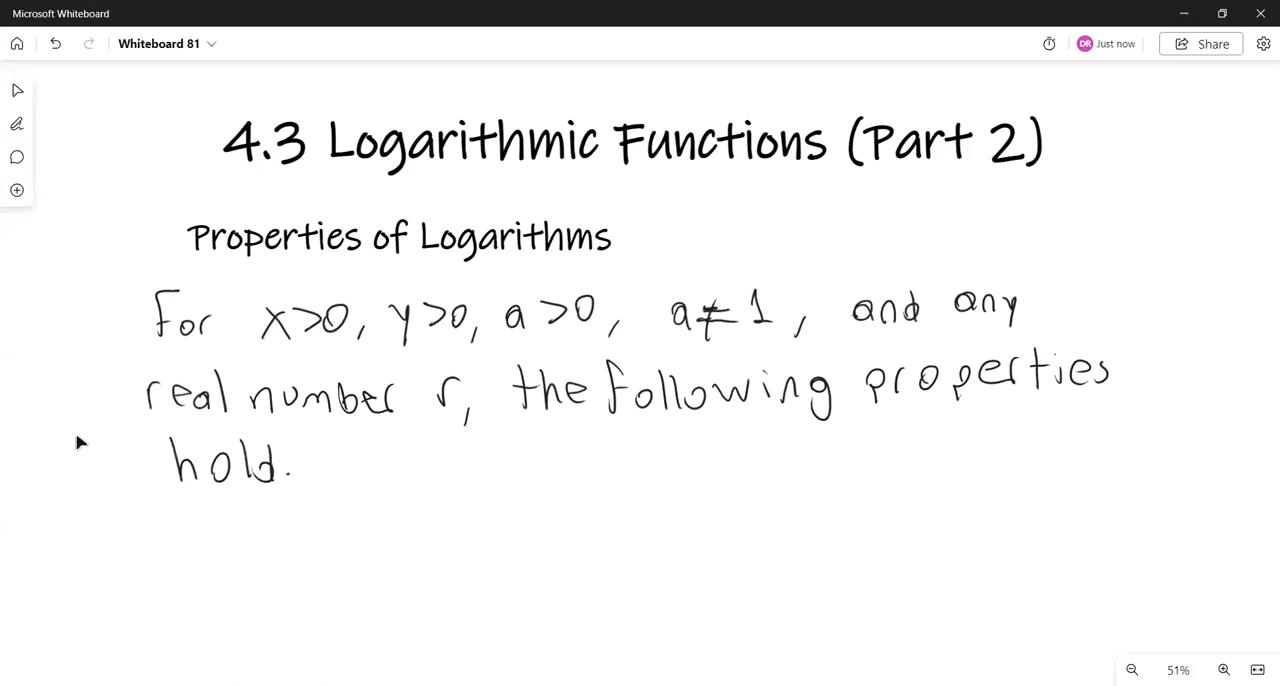 Microsoft Whiteboard
Whiteboard 81
DR Just now
Share
4.3 Logarithmic Functions (Part 2)
Properties of Logarithms
For x>0, y>0, a>0, a≠1, and any
real number r, the following properties
hold.
51%